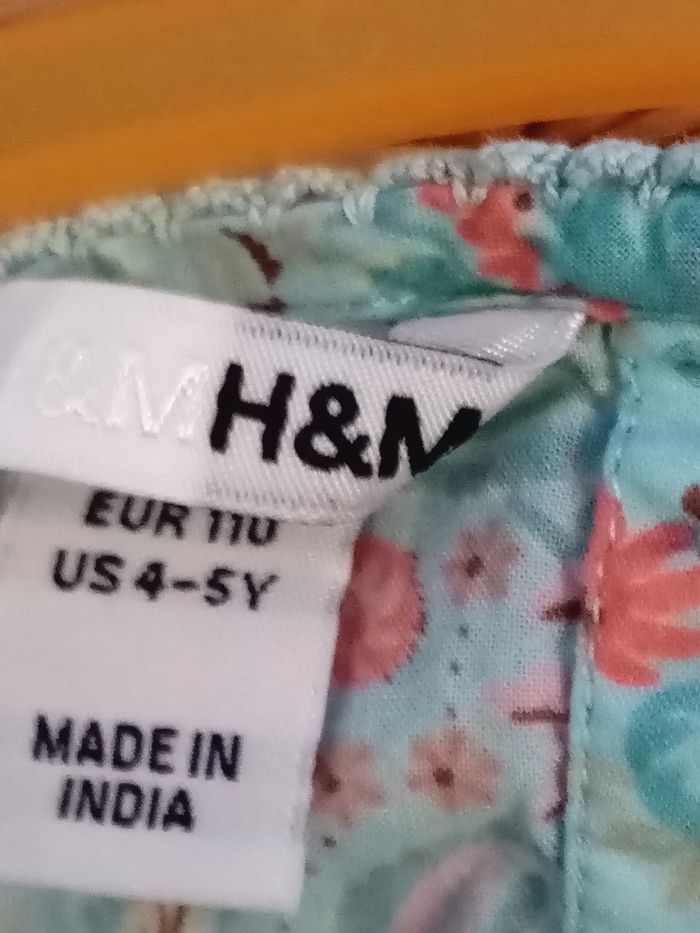 &M H&M
EUR 110
US 4-5Y
MADE IN
INDIA